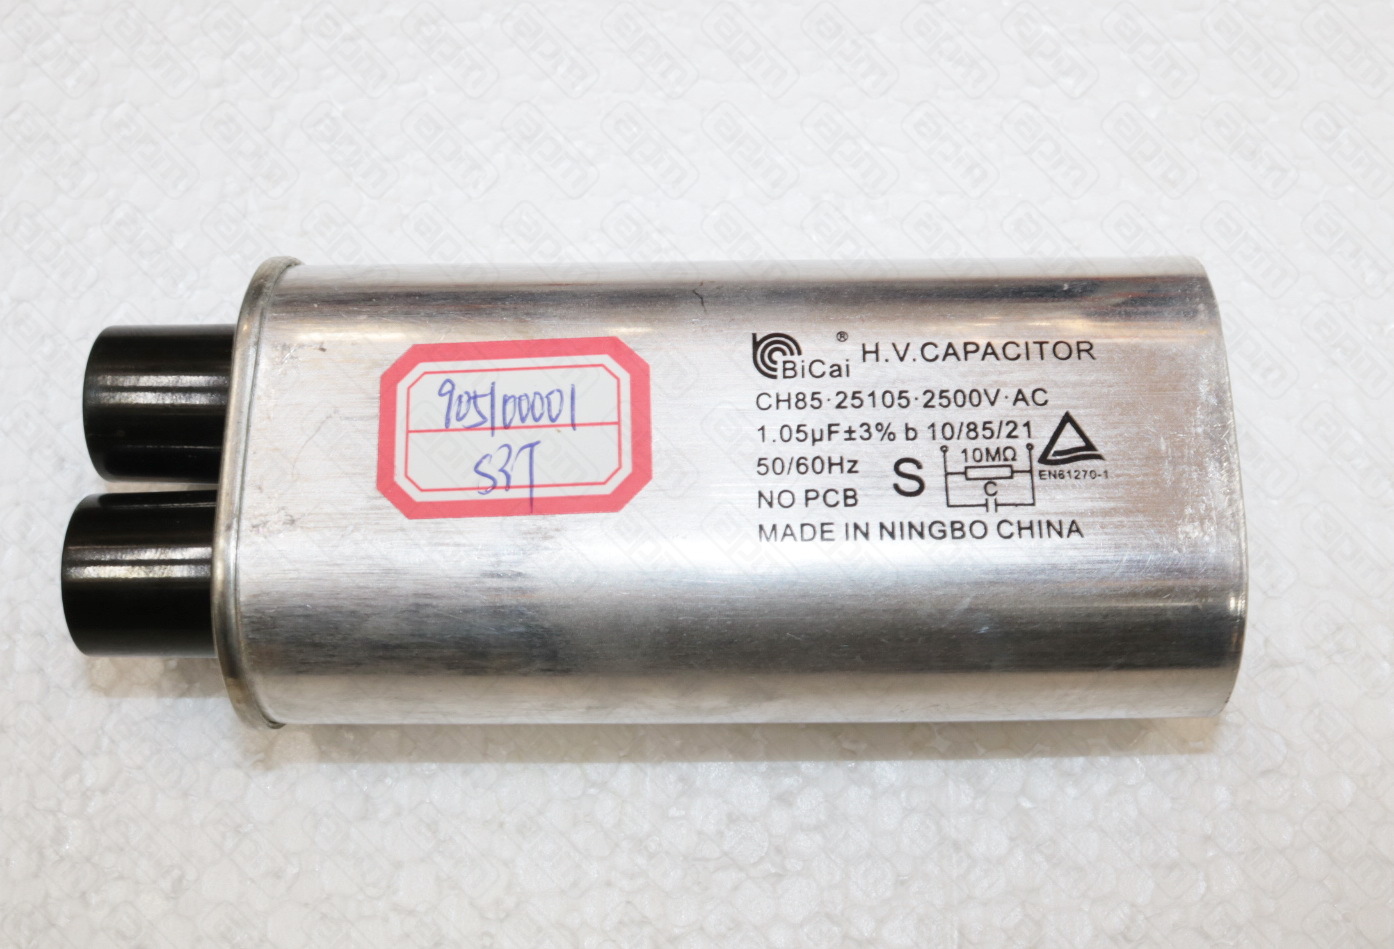 905100001
BiCai ® H.V.CAPACITOR
CH85·25105·2500V·AC
1.05µF±3% b 10/85/21
50/60Hz S 10MΩ EN61270-1
C
NO PCB
MADE IN NINGBO CHINA
apm